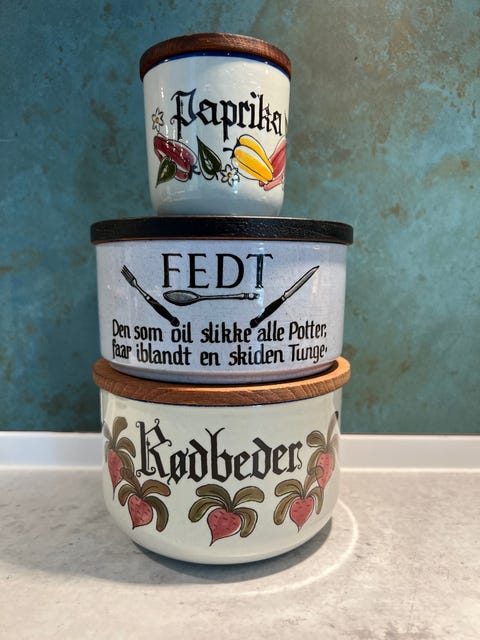 Paprika
FEDT
Den som vil slikke alle Potter,
faar iblandt en skiden Tunge.
Rødbeder